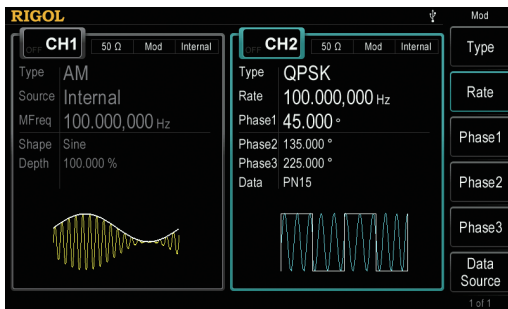 RIGOL
OFF CH1 50 Ω Mod Internal
Type AM
Source Internal
MFreq 100.000,000 Hz
Shape Sine
Depth 100.000 %
OFF CH2 50 Ω Mod Internal
Type QPSK
Rate 100.000,000 Hz
Phase1 45.000 °
Phase2 135.000 °
Phase3 225.000 °
Data PN15
Mod
Type
Rate
Phase1
Phase2
Phase3
Data
Source
1 of 1